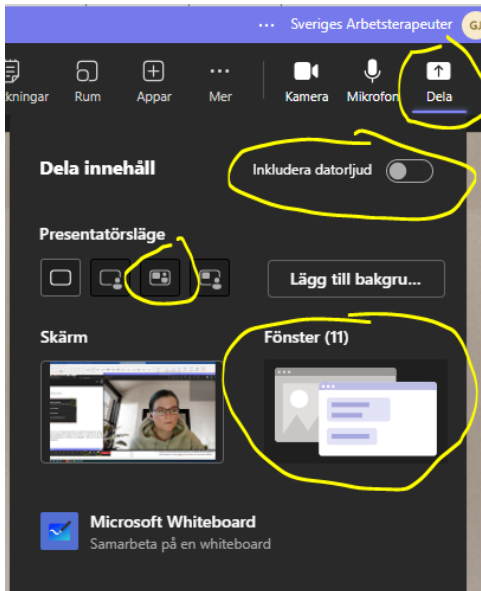 Sveriges Arbetsterapeuter GJ
kningar Rum Appar Mer Kamera Mikrofon Dela
Dela innehåll
Inkludera datorljud
Presentatörsläge
Lägg till bakgru...
Skärm
Fönster (11)
Microsoft Whiteboard
Samarbeta på en whiteboard